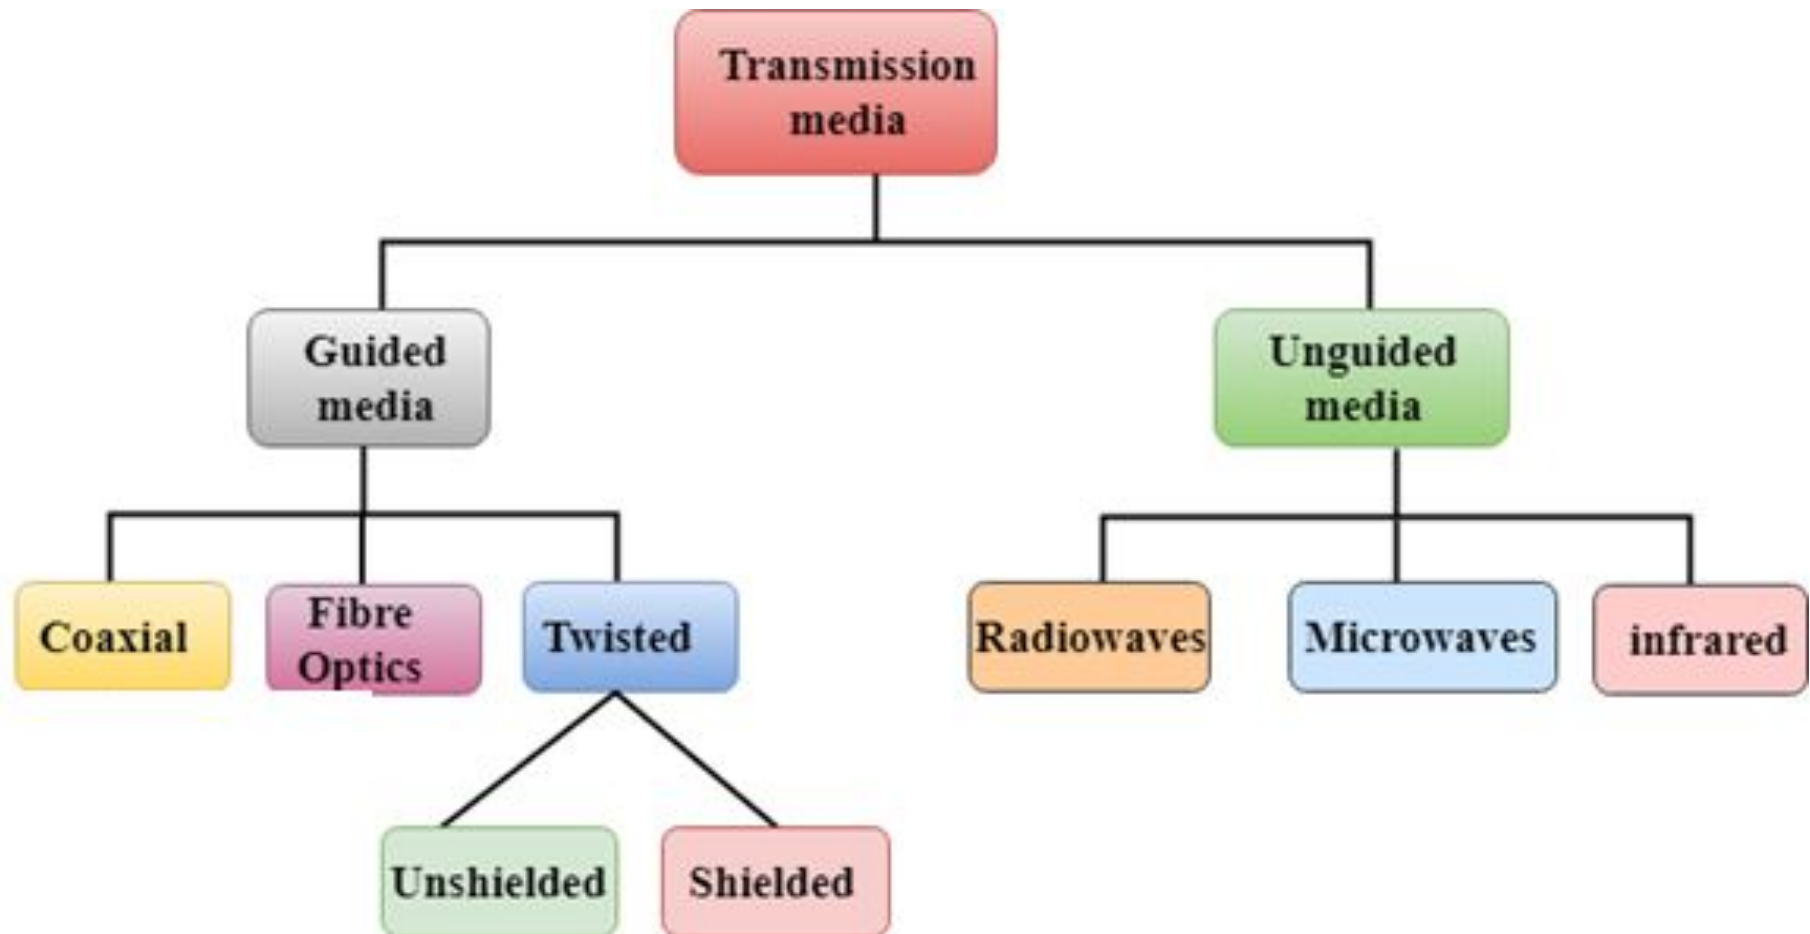 Transmission
media
Guided
media
Unguided
media
Coaxial
Fibre
Optics
Twisted
Radiowaves
Microwaves
infrared
Unshielded
Shielded